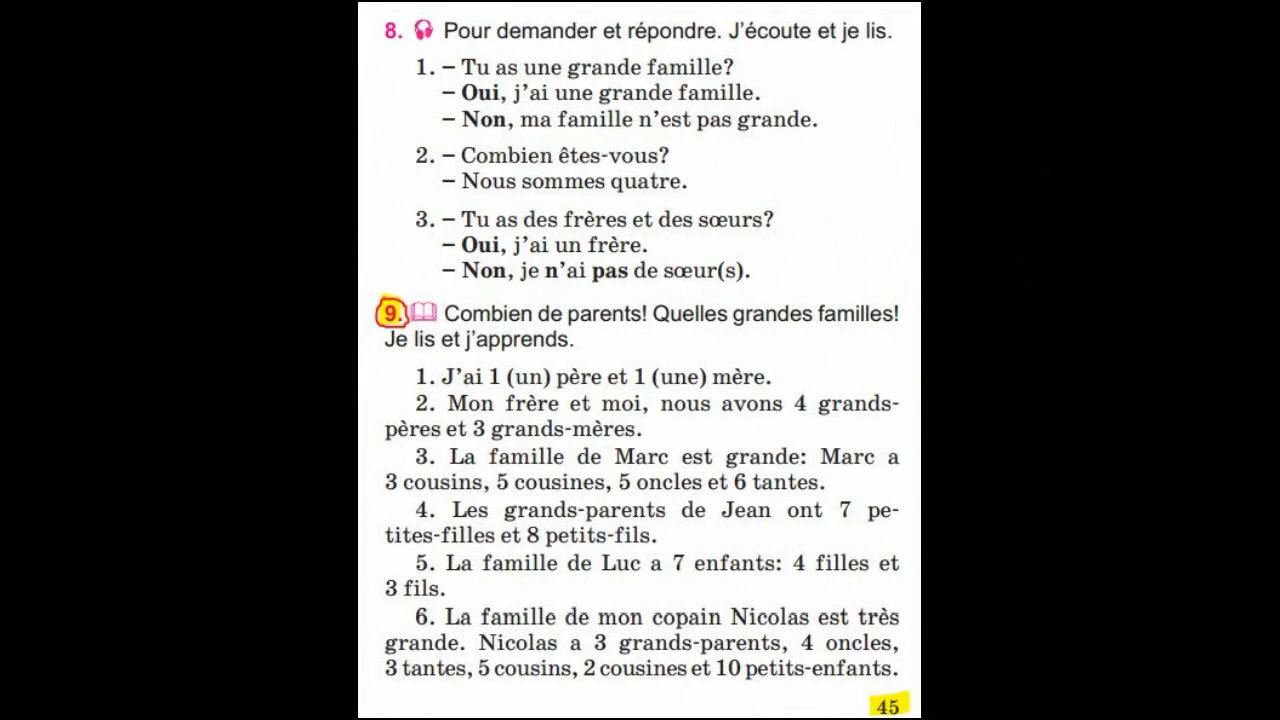 8. Pour demander et répondre. J'écoute et je lis.
1. – Tu as une grande famille?
– Oui, j'ai une grande famille.
– Non, ma famille n'est pas grande.
2. – Combien êtes-vous?
– Nous sommes quatre.
3. – Tu as des frères et des sœurs?
– Oui, j'ai un frère.
– Non, je n'ai pas de sœur(s).
9. Combien de parents! Quelles grandes familles!
Je lis et j'apprends.
1. J'ai 1 (un) père et 1 (une) mère.
2. Mon frère et moi, nous avons 4 grands-
pères et 3 grands-mères.
3. La famille de Marc est grande: Marc a
3 cousins, 5 cousines, 5 oncles et 6 tantes.
4. Les grands-parents de Jean ont 7 pe-
tites-filles et 8 petits-fils.
5. La famille de Luc a 7 enfants: 4 filles et
3 fils.
6. La famille de mon copain Nicolas est très
grande. Nicolas a 3 grands-parents, 4 oncles,
3 tantes, 5 cousins, 2 cousines et 10 petits-enfants.
45